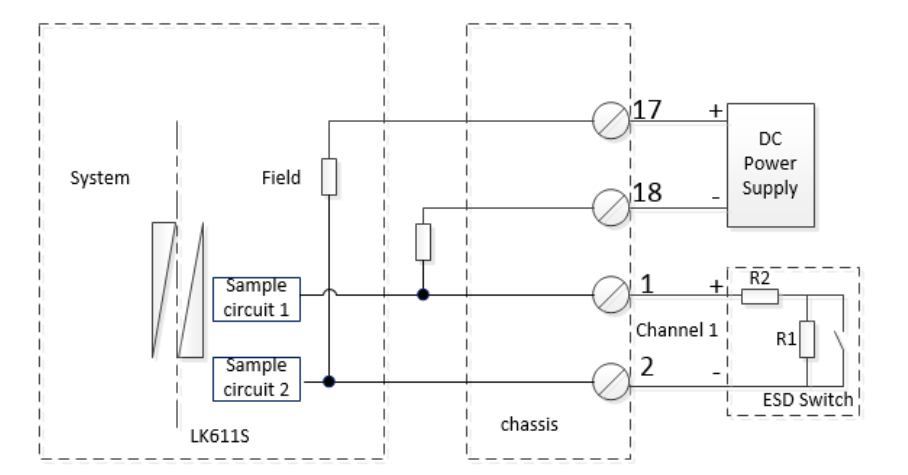 17
+
DC
Power
Supply
System
Field
18
-
Sample
circuit 1
1
+
R2
Channel 1
R1
Sample
circuit 2
2
-
ESD Switch
chassis
LK611S